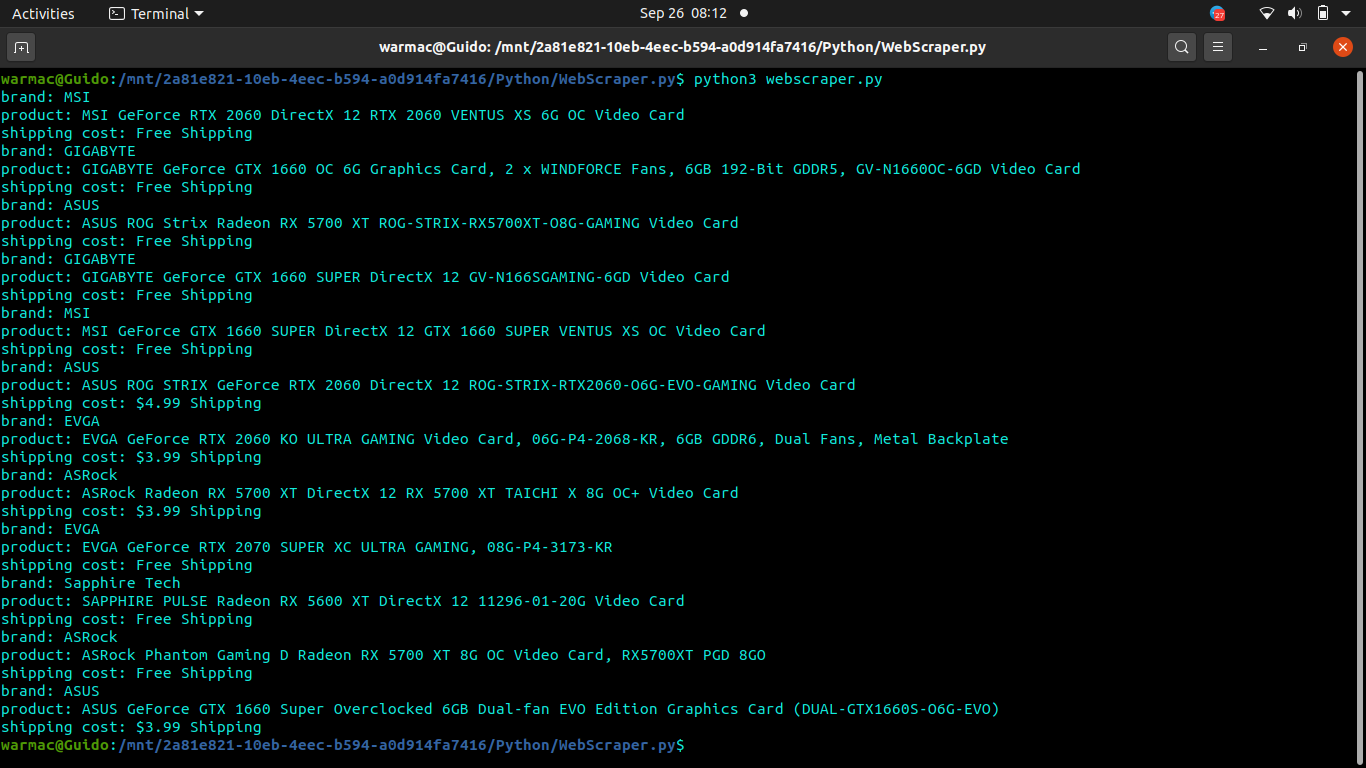 Activities Terminal Sep 26 08:12 27
warmac@Guido: /mnt/2a81e821-10eb-4eec-b594-a0d914fa7416/Python/WebScraper.py
warmac@Guido:/mnt/2a81e821-10eb-4eec-b594-a0d914fa7416/Python/WebScraper.py$ python3 webscraper.py
brand: MSI
product: MSI GeForce RTX 2060 DirectX 12 RTX 2060 VENTUS XS 6G OC Video Card
shipping cost: Free Shipping
brand: GIGABYTE
product: GIGABYTE GeForce GTX 1660 OC 6G Graphics Card, 2 x WINDFORCE Fans, 6GB 192-Bit GDDR5, GV-N1660OC-6GD Video Card
shipping cost: Free Shipping
brand: ASUS
product: ASUS ROG Strix Radeon RX 5700 XT ROG-STRIX-RX5700XT-O8G-GAMING Video Card
shipping cost: Free Shipping
brand: GIGABYTE
product: GIGABYTE GeForce GTX 1660 SUPER DirectX 12 GV-N166SGAMING-6GD Video Card
shipping cost: Free Shipping
brand: MSI
product: MSI GeForce GTX 1660 SUPER DirectX 12 GTX 1660 SUPER VENTUS XS OC Video Card
shipping cost: Free Shipping
brand: ASUS
product: ASUS ROG STRIX GeForce RTX 2060 DirectX 12 ROG-STRIX-RTX2060-O6G-EVO-GAMING Video Card
shipping cost: $4.99 Shipping
brand: EVGA
product: EVGA GeForce RTX 2060 KO ULTRA GAMING Video Card, 06G-P4-2068-KR, 6GB GDDR6, Dual Fans, Metal Backplate
shipping cost: $3.99 Shipping
brand: ASRock
product: ASRock Radeon RX 5700 XT DirectX 12 RX 5700 XT TAICHI X 8G OC+ Video Card
shipping cost: $3.99 Shipping
brand: EVGA
product: EVGA GeForce RTX 2070 SUPER XC ULTRA GAMING, 08G-P4-3173-KR
shipping cost: Free Shipping
brand: Sapphire Tech
product: SAPPHIRE PULSE Radeon RX 5600 XT DirectX 12 11296-01-20G Video Card
shipping cost: Free Shipping
brand: ASRock
product: ASRock Phantom Gaming D Radeon RX 5700 XT 8G OC Video Card, RX5700XT PGD 8GO
shipping cost: Free Shipping
brand: ASUS
product: ASUS GeForce GTX 1660 Super Overclocked 6GB Dual-fan EVO Edition Graphics Card (DUAL-GTX1660S-O6G-EVO)
shipping cost: $3.99 Shipping
warmac@Guido:/mnt/2a81e821-10eb-4eec-b594-a0d914fa7416/Python/WebScraper.py$